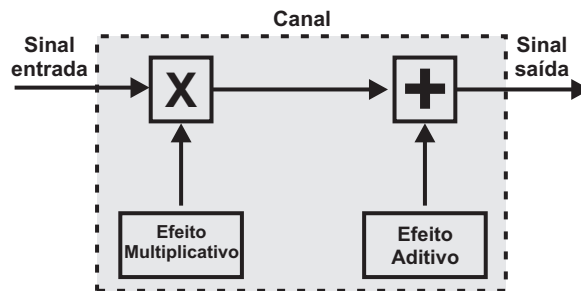 Canal
Sinal
entrada
Sinal
saída
X
+
Efeito
Multiplicativo
Efeito
Aditivo